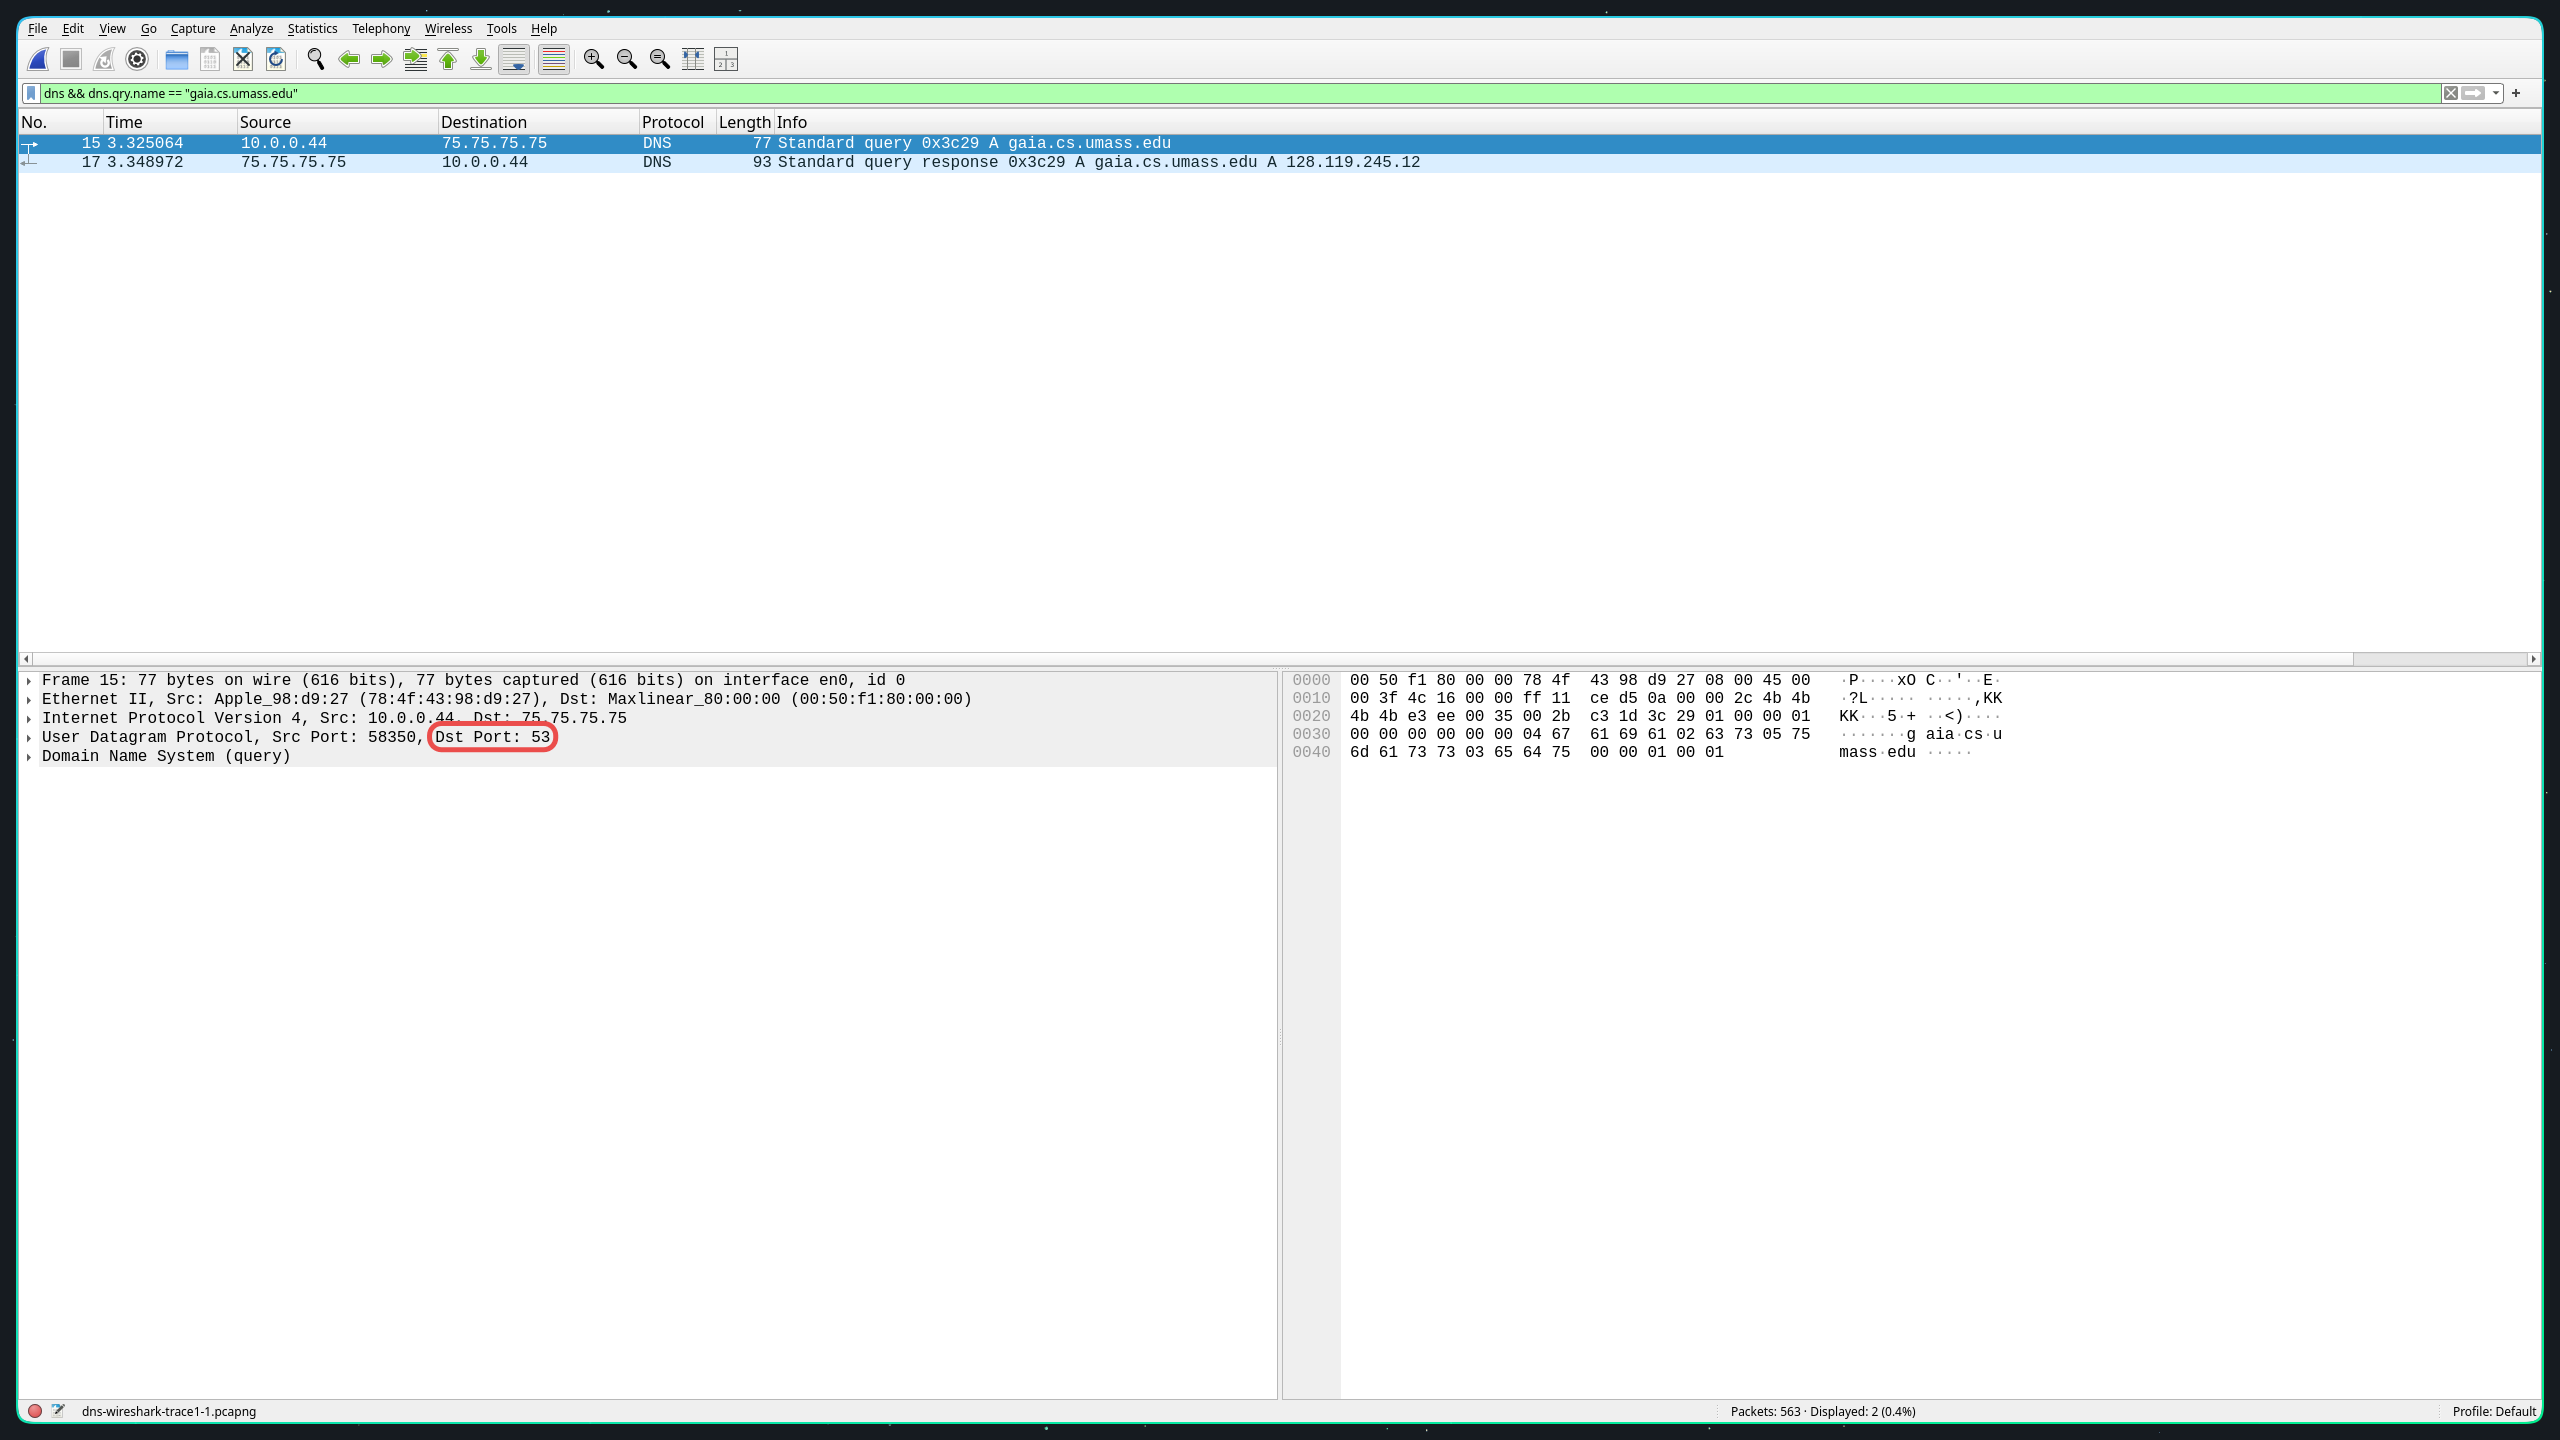 File Edit View Go Capture Analyze Statistics Telephony Wireless Tools Help
dns && dns.qry.name == "gaia.cs.umass.edu"
No. Time Source Destination Protocol Length Info
15 3.325064 10.0.0.44 75.75.75.75 DNS 77 Standard query 0x3c29 A gaia.cs.umass.edu
17 3.348972 75.75.75.75 10.0.0.44 DNS 93 Standard query response 0x3c29 A gaia.cs.umass.edu A 128.119.245.12
Frame 15: 77 bytes on wire (616 bits), 77 bytes captured (616 bits) on interface en0, id 0
Ethernet II, Src: Apple_98:d9:27 (78:4f:43:98:d9:27), Dst: Maxlinear_80:00:00 (00:50:f1:80:00:00)
Internet Protocol Version 4, Src: 10.0.0.44, Dst: 75.75.75.75
User Datagram Protocol, Src Port: 58350, Dst Port: 53
Domain Name System (query)
0000 00 50 f1 80 00 00 78 4f 43 98 d9 27 08 00 45 00 ·P····xO C··'··E·
0010 00 3f 4c 16 00 00 ff 11 ce d5 0a 00 00 2c 4b 4b ·?L····· ·····,KK
0020 4b 4b e3 ee 00 35 00 2b c3 1d 3c 29 01 00 00 01 KK···5·+ ··<)····
0030 00 00 00 00 00 00 04 67 61 69 61 02 63 73 05 75 ·······g aia·cs·u
0040 6d 61 73 73 03 65 64 75 00 00 01 00 01 mass·edu ·····
dns-wireshark-trace1-1.pcapng
Packets: 563 · Displayed: 2 (0.4%)
Profile: Default